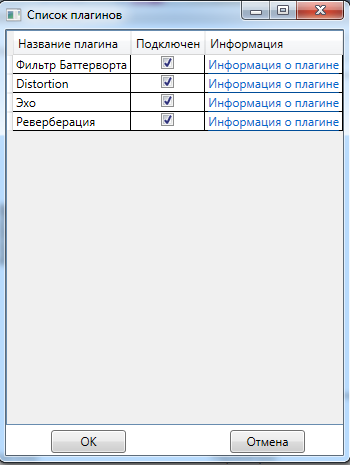 Список плагинов
Название плагина Подключен Информация
Фильтр Баттерворта Информация о плагине
Distortion Информация о плагине
Эхо Информация о плагине
Реверберация Информация о плагине
OK Отмена